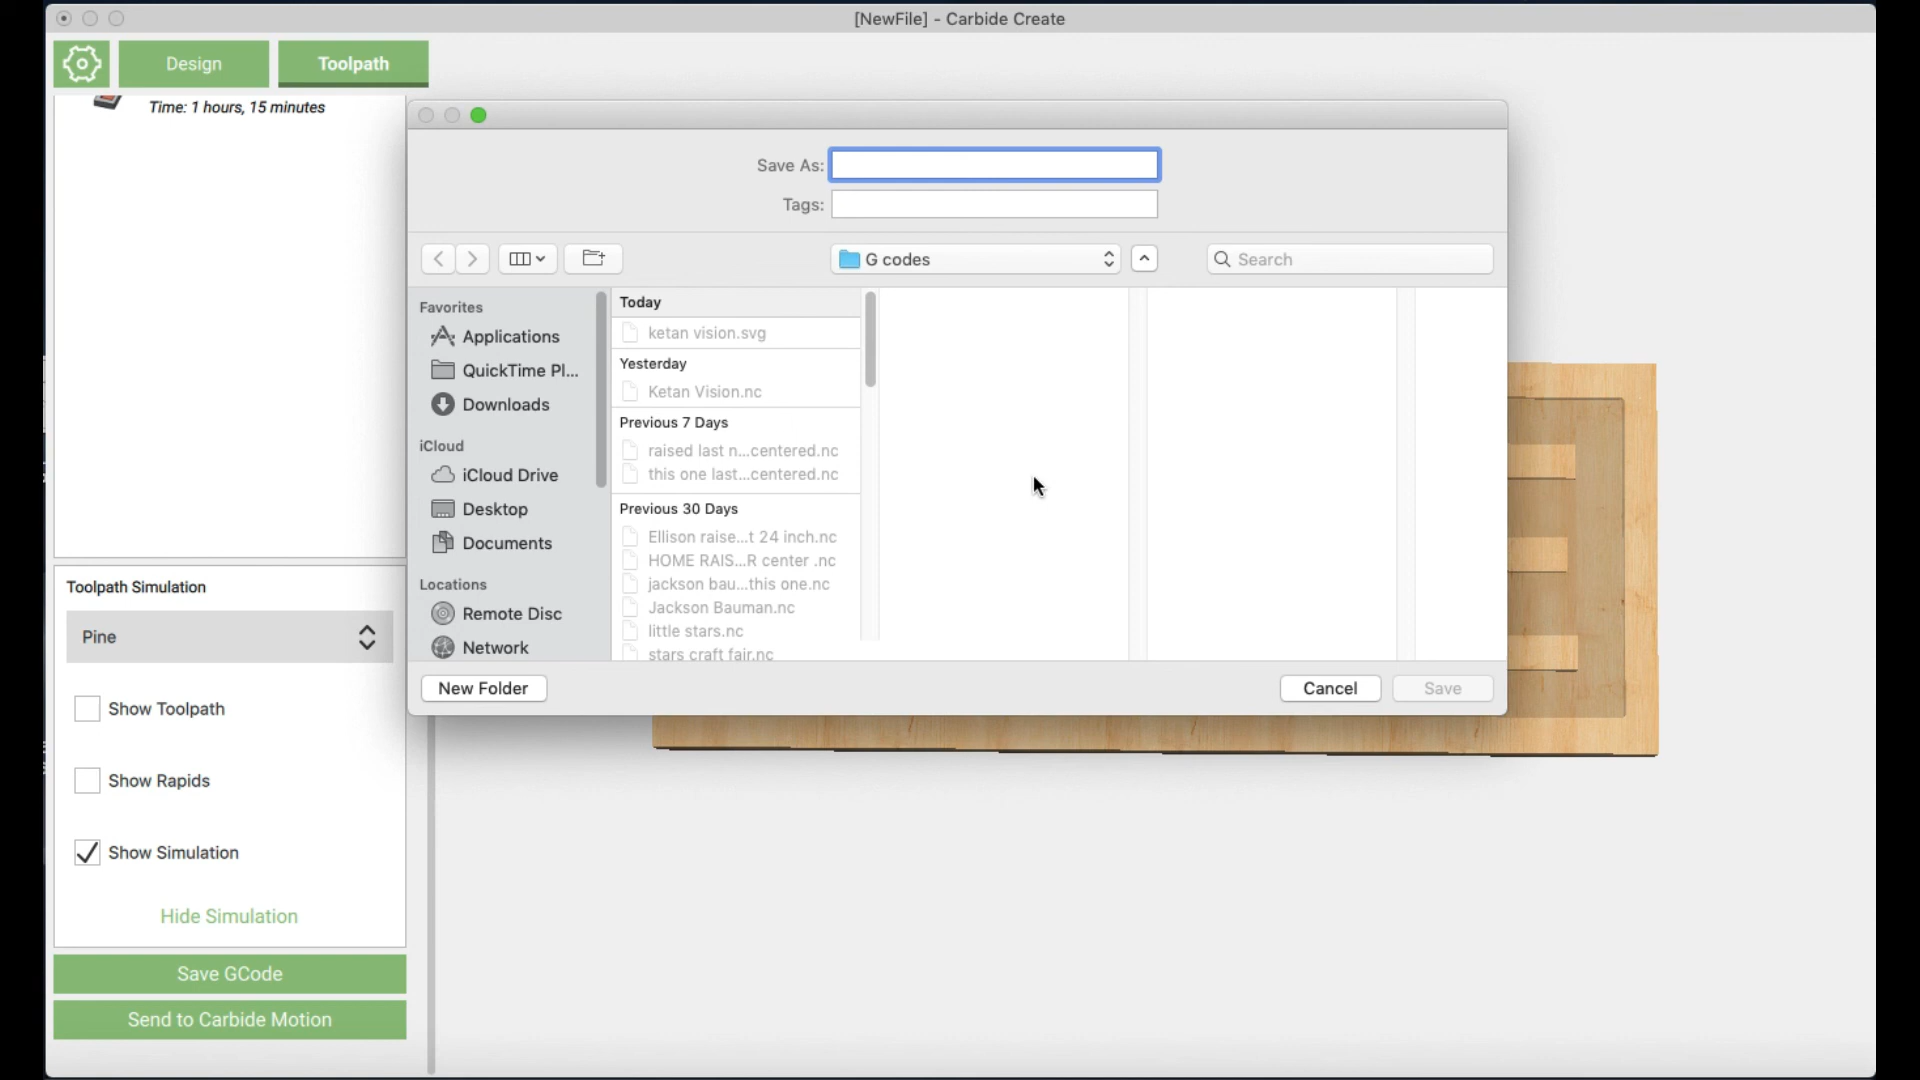 [NewFile] - Carbide Create
Design
Toolpath
Time: 1 hours, 15 minutes
Save As:
Tags:
G codes
Search
Favorites
Applications
QuickTime Pl...
Downloads
iCloud
iCloud Drive
Desktop
Documents
Locations
Remote Disc
Network
Today
ketan vision.svg
Yesterday
Ketan Vision.nc
Previous 7 Days
raised last n...centered.nc
this one last...centered.nc
Previous 30 Days
Ellison raise...t 24 inch.nc
HOME RAIS...R center .nc
jackson bau...this one.nc
Jackson Bauman.nc
little stars.nc
stars craft fair.nc
New Folder
Cancel
Save
Toolpath Simulation
Pine
Show Toolpath
Show Rapids
Show Simulation
Hide Simulation
Save GCode
Send to Carbide Motion